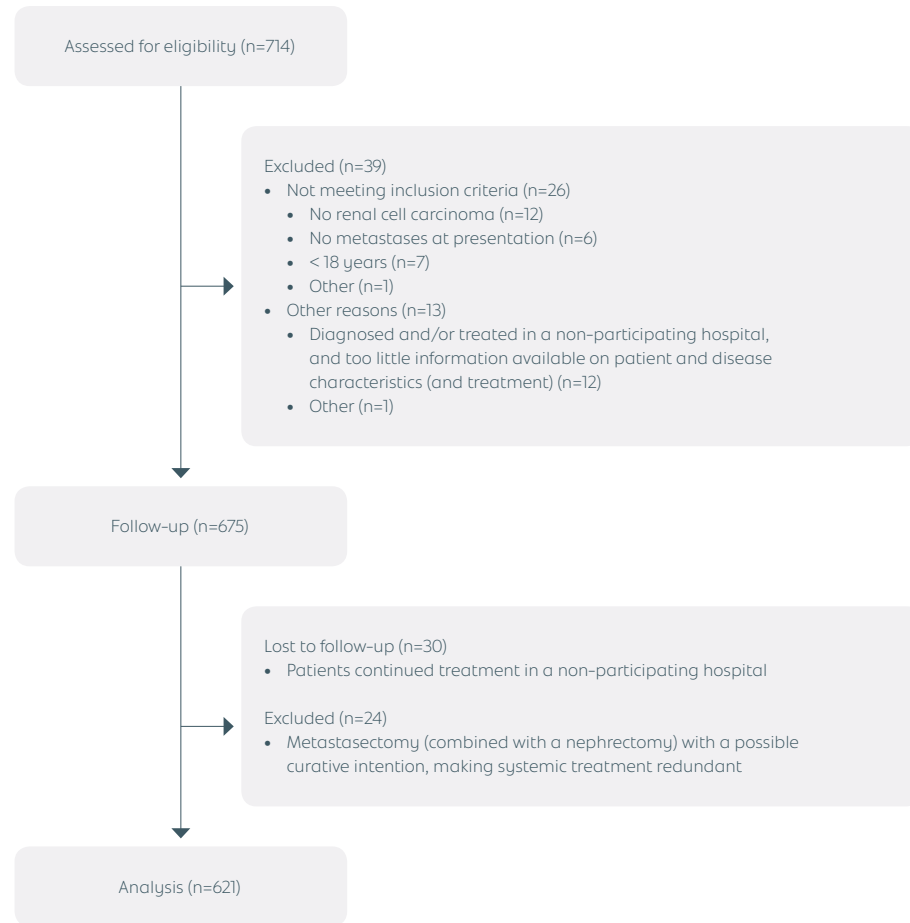 Assessed for eligibility (n=714)
Excluded (n=39)
• Not meeting inclusion criteria (n=26)
• No renal cell carcinoma (n=12)
• No metastases at presentation (n=6)
• < 18 years (n=7)
• Other (n=1)
• Other reasons (n=13)
• Diagnosed and/or treated in a non-participating hospital,
and too little information available on patient and disease
characteristics (and treatment) (n=12)
• Other (n=1)
Follow-up (n=675)
Lost to follow-up (n=30)
• Patients continued treatment in a non-participating hospital
Excluded (n=24)
• Metastasectomy (combined with a nephrectomy) with a possible
curative intention, making systemic treatment redundant
Analysis (n=621)